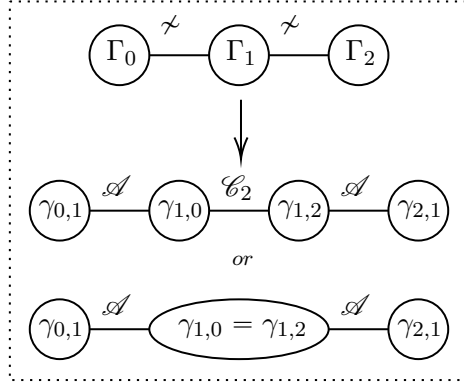 ≁ ≁
Γ₀ Γ₁ Γ₂
𝒜 𝒞₂ 𝒜
γ₀,₁ γ₁,₀ γ₁,₂ γ₂,₁
or
𝒜 𝒜
γ₀,₁ γ₁,₀ = γ₁,₂ γ₂,₁